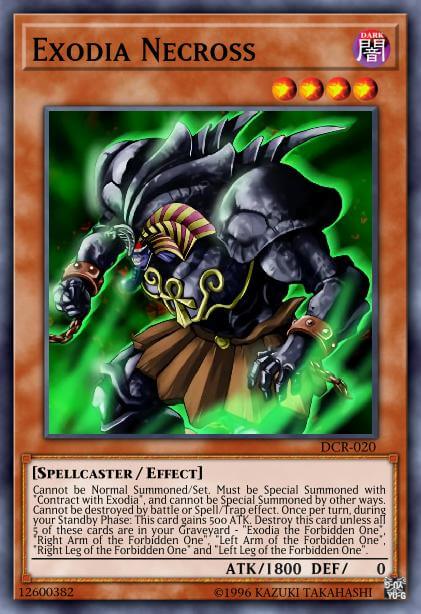 EXODIA NECROSS
DARK
闇
DCR-020
[SPELLCASTER / EFFECT]
Cannot be Normal Summoned/Set. Must be Special Summoned with
"Contract with Exodia", and cannot be Special Summoned by other ways.
Cannot be destroyed by battle or Spell/Trap effect. Once per turn, during
your Standby Phase: This card gains 500 ATK. Destroy this card unless all
5 of these cards are in your Graveyard - "Exodia the Forbidden One",
"Right Arm of the Forbidden One", "Left Arm of the Forbidden One",
"Right Leg of the Forbidden One" and "Left Leg of the Forbidden One".
ATK/1800 DEF/ 0
12600382
©1996 KAZUKI TAKAHASHI